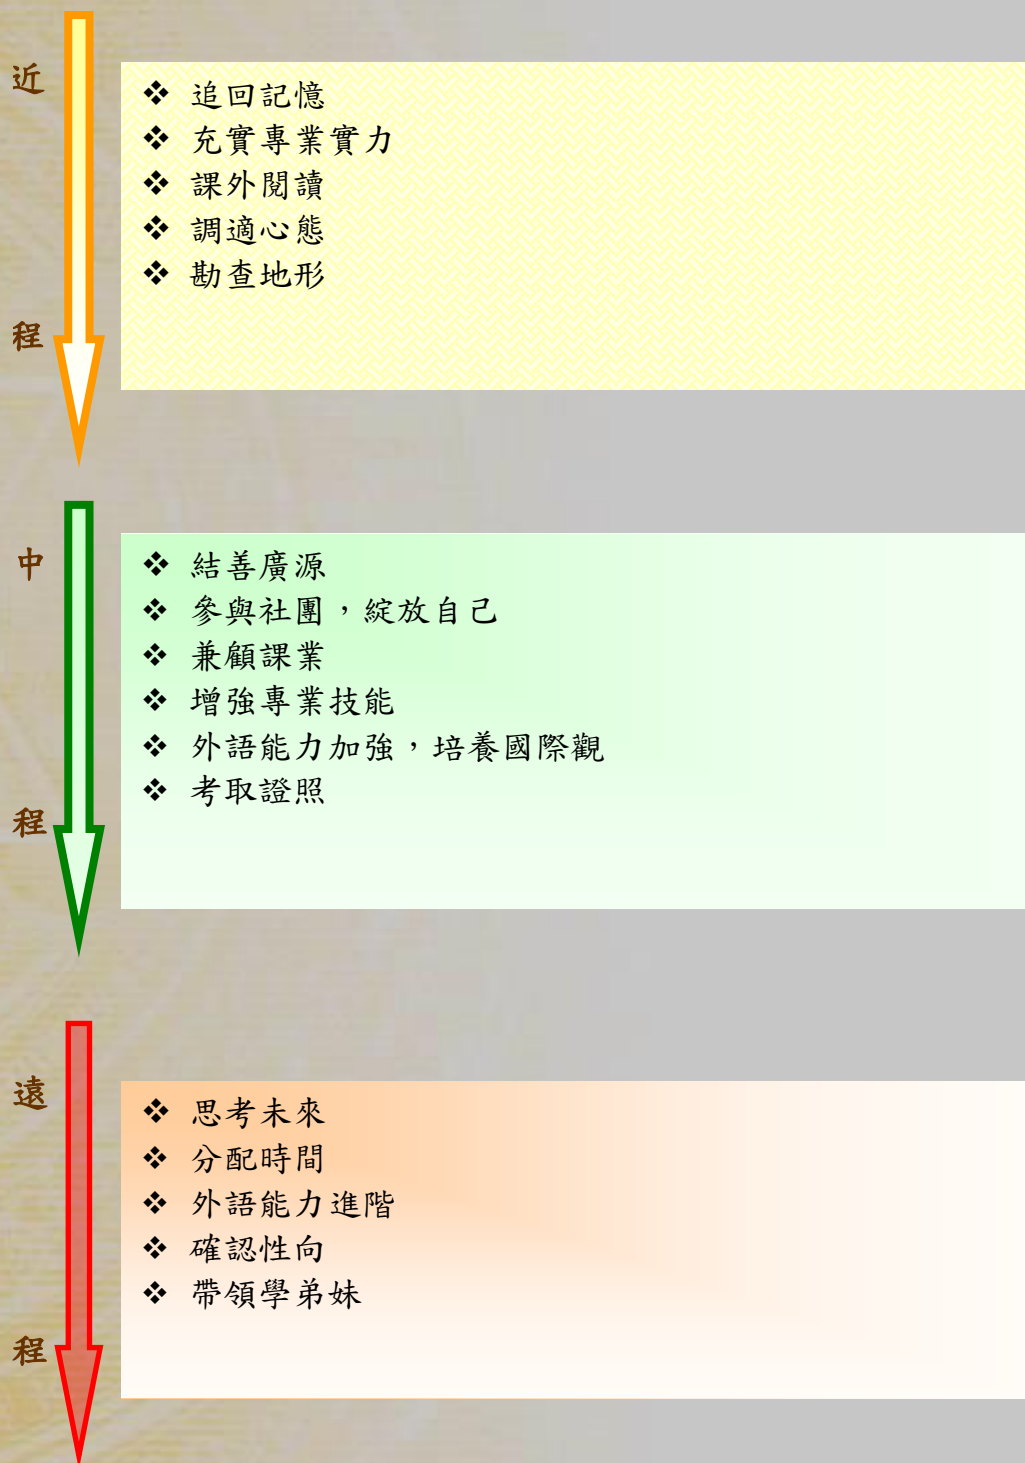 近程
❖ 追回記憶
❖ 充實專業實力
❖ 課外閱讀
❖ 調適心態
❖ 勘查地形
中程
❖ 結善廣源
❖ 參與社團，綻放自己
❖ 兼顧課業
❖ 增強專業技能
❖ 外語能力加強，培養國際觀
❖ 考取證照
遠程
❖ 思考未來
❖ 分配時間
❖ 外語能力進階
❖ 確認性向
❖ 帶領學弟妹